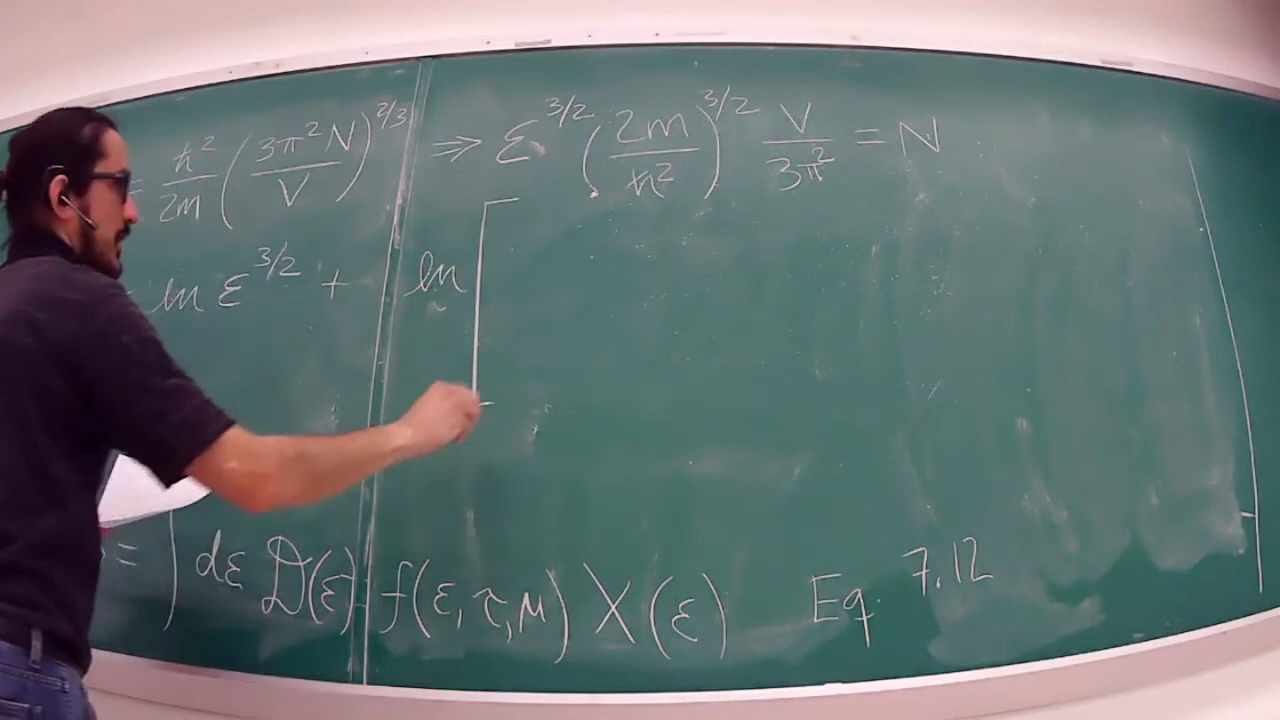 = ħ²/2m (3π²N/V)^2/3 ⇒ ε^3/2 (2m/ħ²)^3/2 V/3π² = N
ln ε^3/2 + ln [
= ∫ dε D(ε) f(ε, τ, μ) X(ε) Eq. 7.12